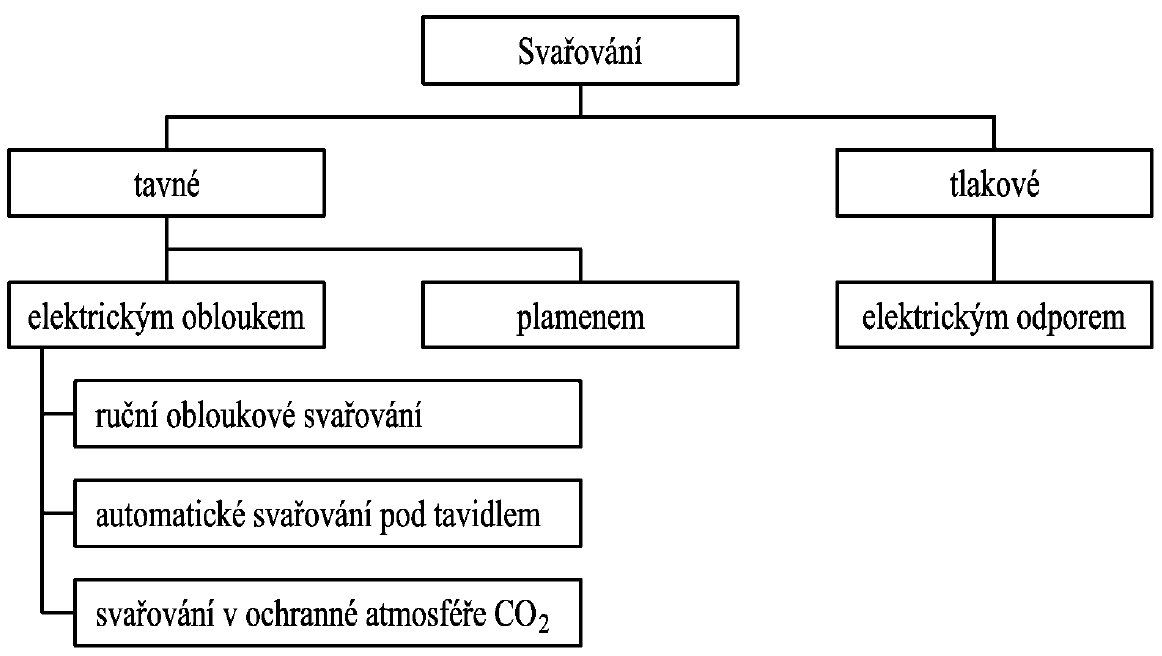 Svařování
tavné
tlakové
elektrickým obloukem
plamenem
elektrickým odporem
ruční obloukové svařování
automatické svařování pod tavidlem
svařování v ochranné atmosféře CO₂